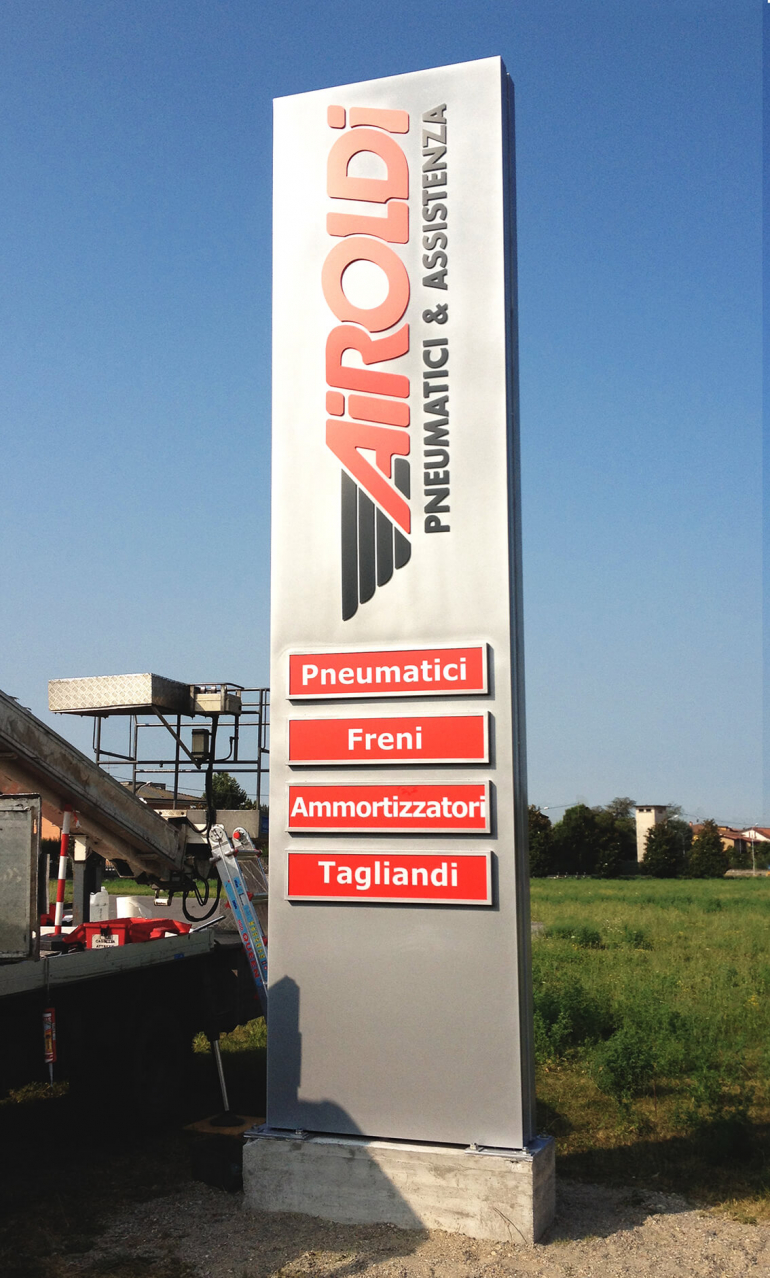 AiROLDi
PNEUMATICI & ASSISTENZA
Pneumatici
Freni
Ammortizzatori
Tagliandi